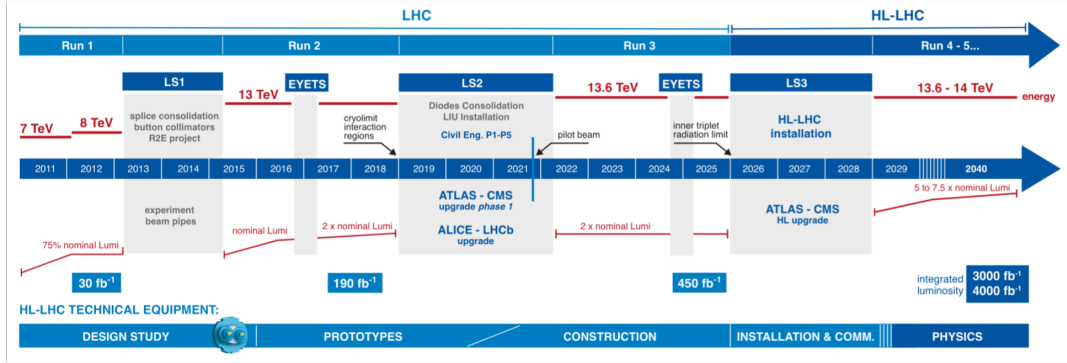 LHC
HL-LHC
Run 1
Run 2
Run 3
Run 4 - 5...
LS1
EYETS
LS2
EYETS
LS3
7 TeV
8 TeV
13 TeV
13.6 TeV
13.6 - 14 TeV
energy
splice consolidation
button collimators
R2E project
cryolimit
interaction
regions
Diodes Consolidation
LIU Installation
Civil Eng. P1-P5
pilot beam
inner triplet
radiation limit
HL-LHC
installation
2011
2012
2013
2014
2015
2016
2017
2018
2019
2020
2021
2022
2023
2024
2025
2026
2027
2028
2029
2040
experiment
beam pipes
ATLAS - CMS
upgrade phase 1
ALICE - LHCb
upgrade
ATLAS - CMS
HL upgrade
75% nominal Lumi
nominal Lumi
2 x nominal Lumi
2 x nominal Lumi
5 to 7.5 x nominal Lumi
30 fb⁻¹
190 fb⁻¹
450 fb⁻¹
integrated
luminosity
3000 fb⁻¹
4000 fb⁻¹
HL-LHC TECHNICAL EQUIPMENT:
DESIGN STUDY
PROTOTYPES
CONSTRUCTION
INSTALLATION & COMM.
PHYSICS